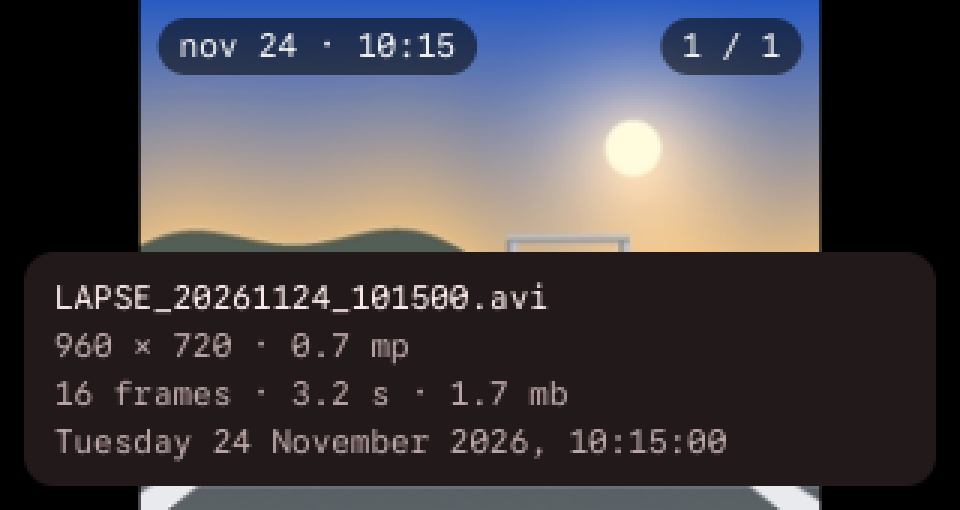 nov 24 · 10:15
1 / 1
LAPSE_20261124_101500.avi
960 × 720 · 0.7 mp
16 frames · 3.2 s · 1.7 mb
Tuesday 24 November 2026, 10:15:00